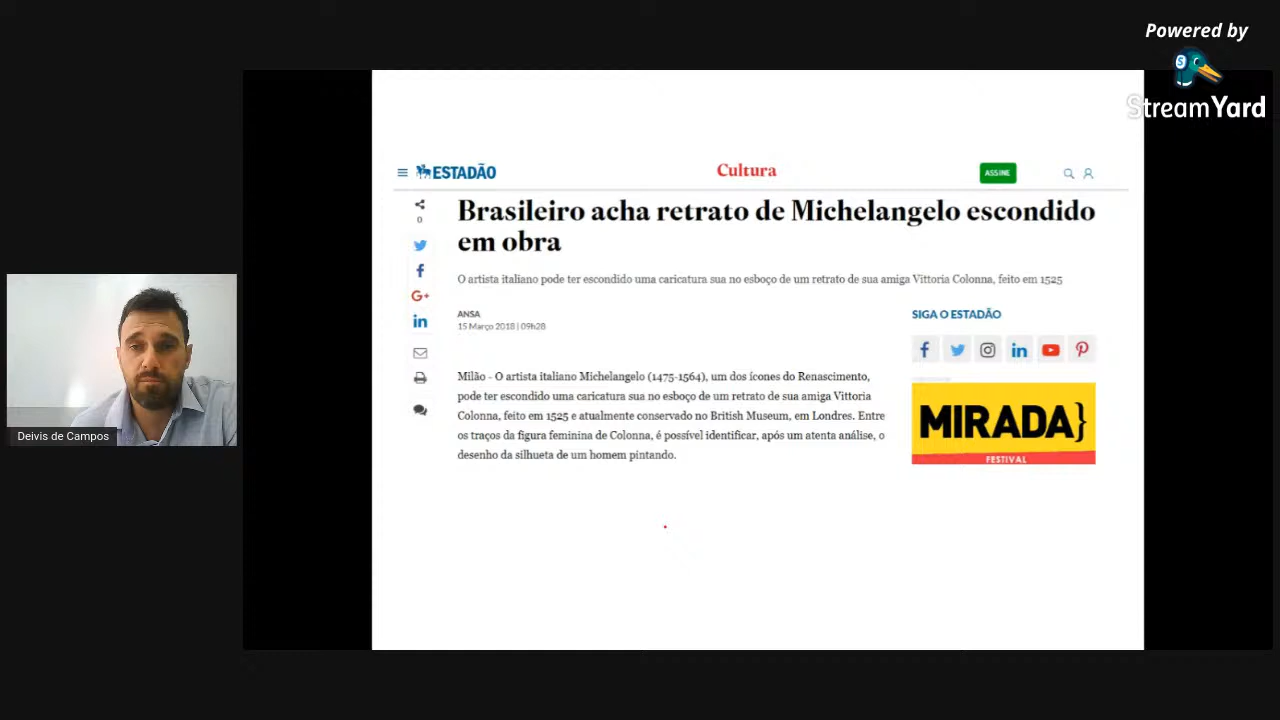 Powered by
StreamYard
ESTADÃO
Cultura
ASSINE
Brasileiro acha retrato de Michelangelo escondido
em obra
0
O artista italiano pode ter escondido uma caricatura sua no esboço de um retrato de sua amiga Vittoria Colonna, feito em 1525
ANSA
15 Março 2018 | 09h28
SIGA O ESTADÃO
Milão - O artista italiano Michelangelo (1475-1564), um dos ícones do Renascimento,
pode ter escondido uma caricatura sua no esboço de um retrato de sua amiga Vittoria
Colonna, feito em 1525 e atualmente conservado no British Museum, em Londres. Entre
os traços da figura feminina de Colonna, é possível identificar, após um atenta análise, o
desenho da silhueta de um homem pintando.
MIRADA}
FESTIVAL
Deivis de Campos